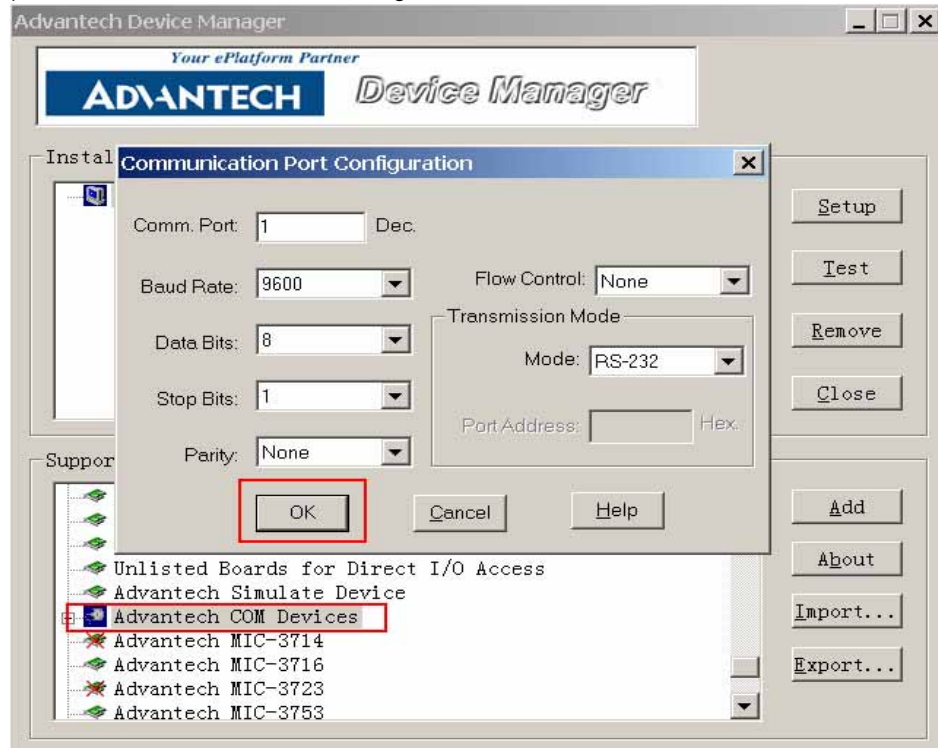 Advantech Device Manager
Your ePlatform Partner
ADVANTECH Device Manager
Instal
Communication Port Configuration
Setup
Comm. Port: 1 Dec.
Test
Baud Rate: 9600
Flow Control: None
Transmission Mode
Remove
Data Bits: 8
Mode: RS-232
Close
Stop Bits: 1
Port Address: Hex.
Parity: None
Suppor
OK Cancel Help
Add
About
Unlisted Boards for Direct I/O Access
Advantech Simulate Device
Advantech COM Devices
Import...
Advantech MIC-3714
Advantech MIC-3716
Export...
Advantech MIC-3723
Advantech MIC-3753